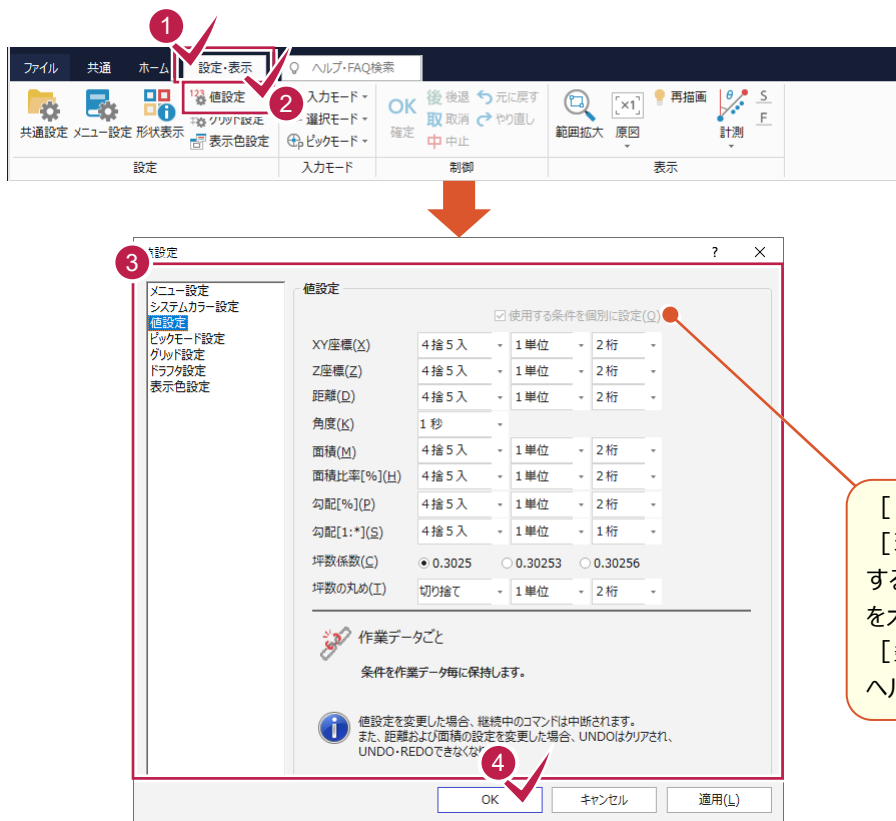 1
ファイル 共通 ホーム 設定・表示 ヘルプ・FAQ検索
123 値設定 2 入力モード OK 後 後退 元に戻す [×1] 再描画 θ S
グリッド設定 選択モード 取 取消 やり直し F
共通設定 メニュー設定 形状表示 表示色設定 ピックモード 確定 中 中止 範囲拡大 原図 計測
設定 入力モード 制御 表示
3 値設定 ? ×
メニュー設定
システムカラー設定
値設定
ピックモード設定
グリッド設定
ドラフタ設定
表示色設定
値設定
使用する条件を個別に設定(O)
XY座標(X) 4捨5入 1単位 2桁
Z座標(Z) 4捨5入 1単位 2桁
距離(D) 4捨5入 1単位 2桁
角度(K) 1秒
面積(M) 4捨5入 1単位 2桁
面積比率[%](H) 4捨5入 1単位 2桁
勾配[%](P) 4捨5入 1単位 2桁
勾配[1:*](S) 4捨5入 1単位 1桁
坪数係数(C) 0.3025 0.30253 0.30256
坪数の丸め(T) 切り捨て 1単位 2桁
作業データごと
条件を作業データ毎に保持します。
値設定を変更した場合、継続中のコマンドは中断されます。
また、距離および面積の設定を変更した場合、UNDOはクリアされ、
UNDO・REDOできなくな
4
OK キャンセル 適用(L)
[
[
する
を
[
ヘル